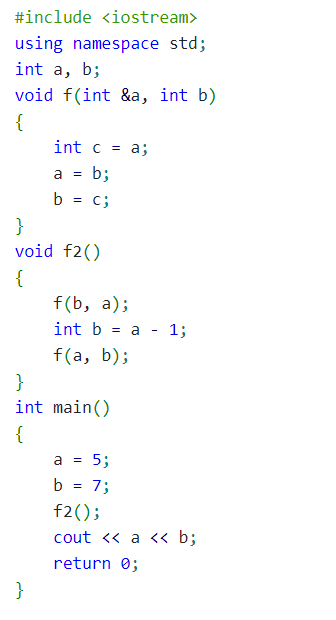 #include <iostream>
using namespace std;
int a, b;
void f(int &a, int b)
{
    int c = a;
    a = b;
    b = c;
}
void f2()
{
    f(b, a);
    int b = a - 1;
    f(a, b);
}
int main()
{
    a = 5;
    b = 7;
    f2();
    cout << a << b;
    return 0;
}